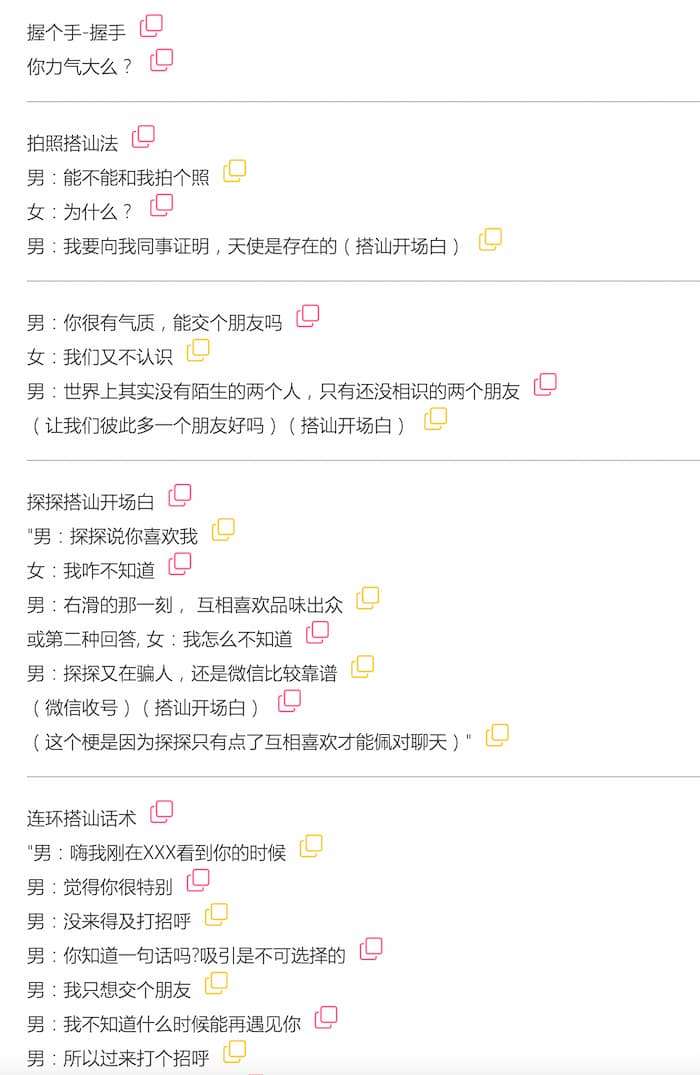 握个手-握手
你力气大么？
拍照搭讪法
男：能不能和我拍个照
女：为什么？
男：我要向我同事证明，天使是存在的（搭讪开场白）
男：你很有气质，能交个朋友吗
女：我们又不认识
男：世界上其实没有陌生的两个人，只有还没相识的两个朋友
（让我们彼此多一个朋友好吗）（搭讪开场白）
探探搭讪开场白
"男：探探说你喜欢我
女：我咋不知道
男：右滑的那一刻， 互相喜欢品味出众
或第二种回答, 女：我怎么不知道
男：探探又在骗人，还是微信比较靠谱
（微信收号）（搭讪开场白）
（这个梗是因为探探只有点了互相喜欢才能佩对聊天）"
连环搭讪话术
"男：嗨我刚在XXX看到你的时候
男：觉得你很特别
男：没来得及打招呼
男：你知道一句话吗?吸引是不可选择的
男：我只想交个朋友
男：我不知道什么时候能再遇见你
男：所以过来打个招呼